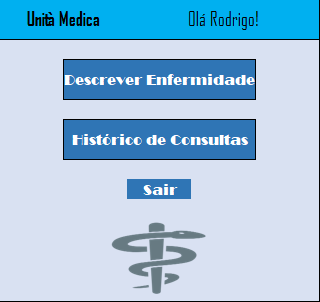 Unità Medica
Olá Rodrigo!
Descrever Enfermidade
Histórico de Consultas
Sair